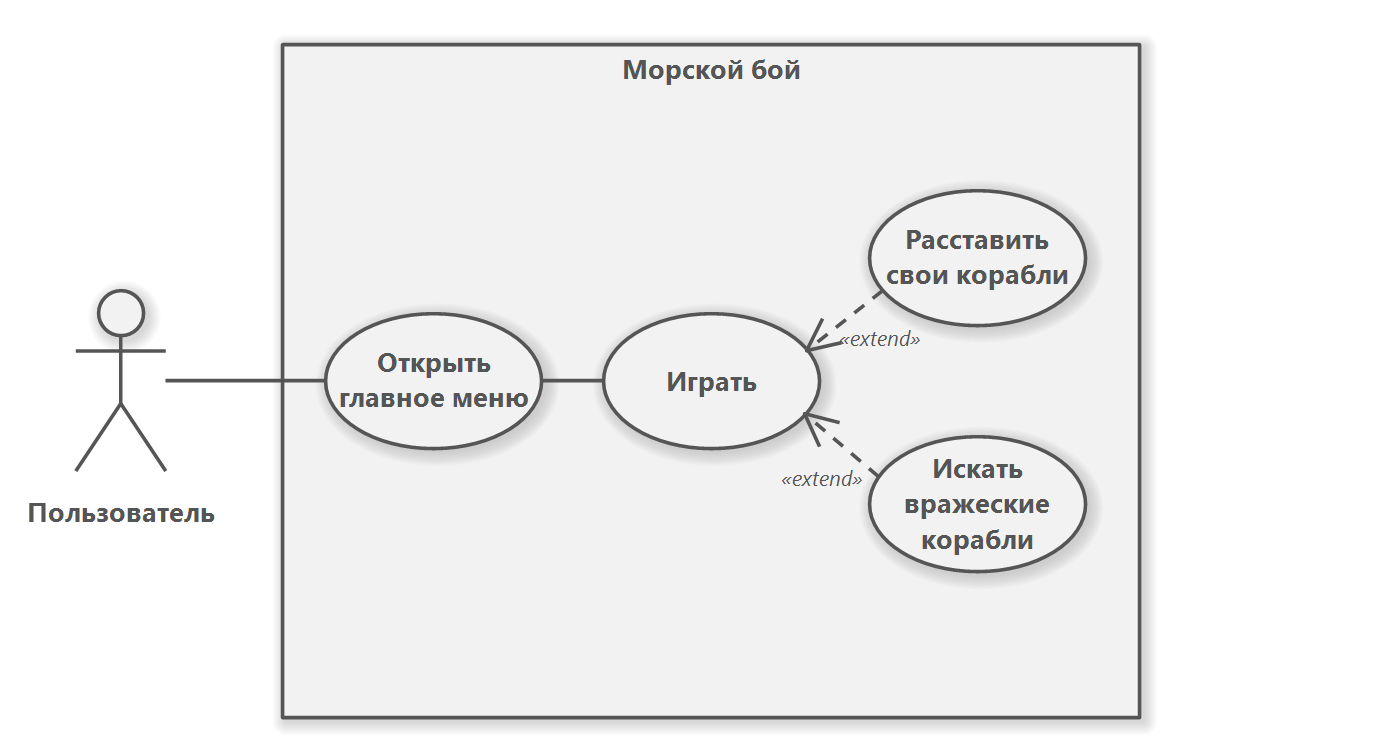 Морской бой
Расставить
свои корабли
«extend»
Открыть
главное меню
Играть
«extend»
Искать
вражеские
корабли
Пользователь